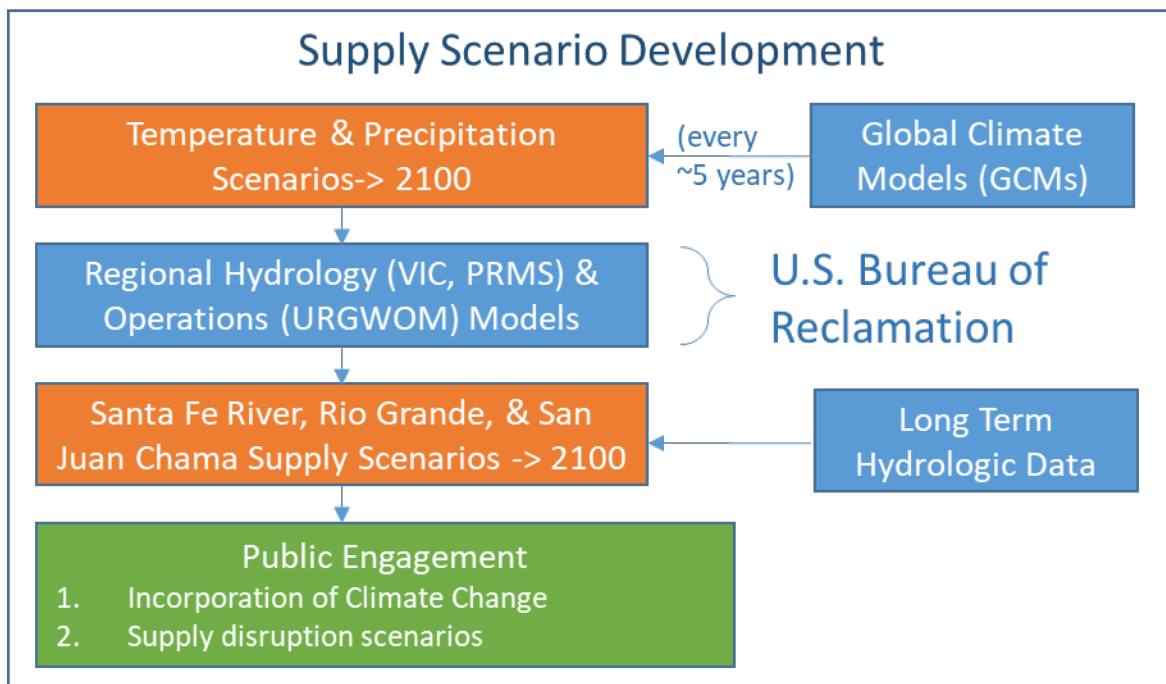 Supply Scenario Development
Temperature & Precipitation
Scenarios-> 2100
(every
~5 years)
Global Climate
Models (GCMs)
Regional Hydrology (VIC, PRMS) &
Operations (URGWOM) Models
U.S. Bureau of
Reclamation
Santa Fe River, Rio Grande, & San
Juan Chama Supply Scenarios -> 2100
Long Term
Hydrologic Data
Public Engagement
1. Incorporation of Climate Change
2. Supply disruption scenarios